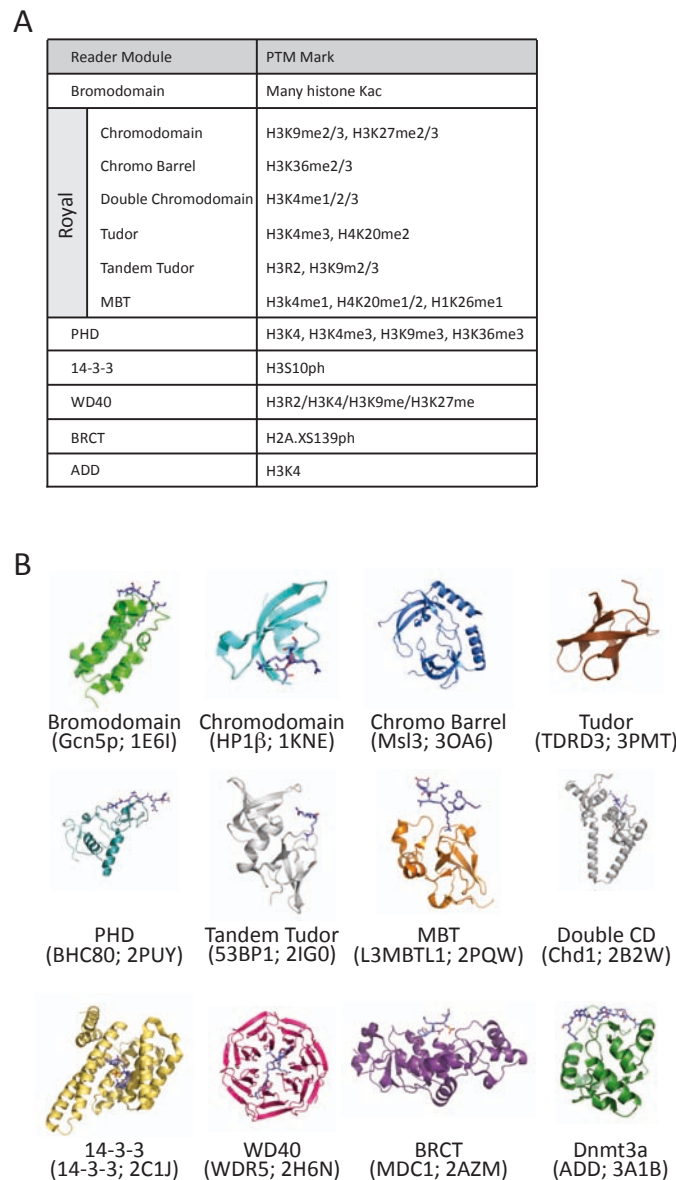 A
Reader Module PTM Mark
Bromodomain Many histone Kac
Royal
Chromodomain H3K9me2/3, H3K27me2/3
Chromo Barrel H3K36me2/3
Double Chromodomain H3K4me1/2/3
Tudor H3K4me3, H4K20me2
Tandem Tudor H3R2, H3K9m2/3
MBT H3k4me1, H4K20me1/2, H1K26me1
PHD H3K4, H3K4me3, H3K9me3, H3K36me3
14-3-3 H3S10ph
WD40 H3R2/H3K4/H3K9me/H3K27me
BRCT H2A.XS139ph
ADD H3K4
B
Bromodomain Chromodomain Chromo Barrel Tudor
(Gcn5p; 1E6I) (HP1β; 1KNE) (Msl3; 3OA6) (TDRD3; 3PMT)
PHD Tandem Tudor MBT Double CD
(BHC80; 2PUY) (53BP1; 2IG0) (L3MBTL1; 2PQW) (Chd1; 2B2W)
14-3-3 WD40 BRCT Dnmt3a
(14-3-3; 2C1J) (WDR5; 2H6N) (MDC1; 2AZM) (ADD; 3A1B)